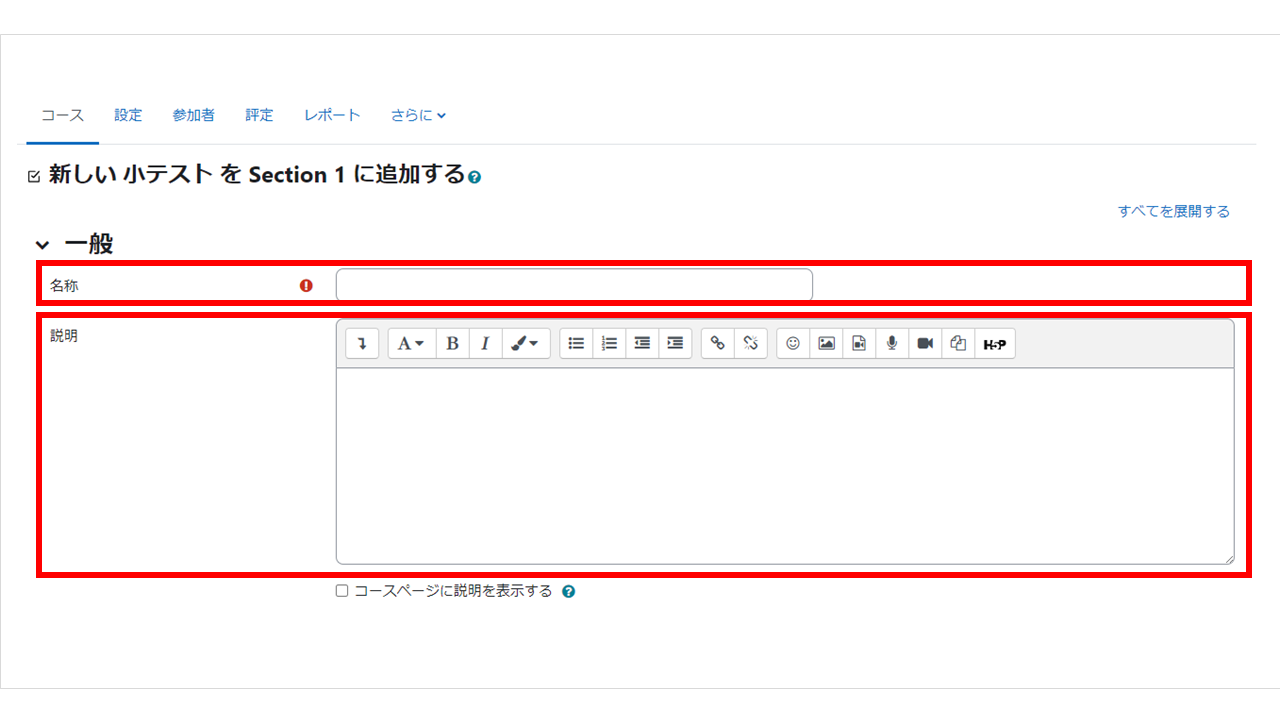 コース 設定 参加者 評定 レポート さらに
新しい 小テスト を Section 1 に追加する
すべてを展開する
一般
名称
説明
A B I H5P
コースページに説明を表示する